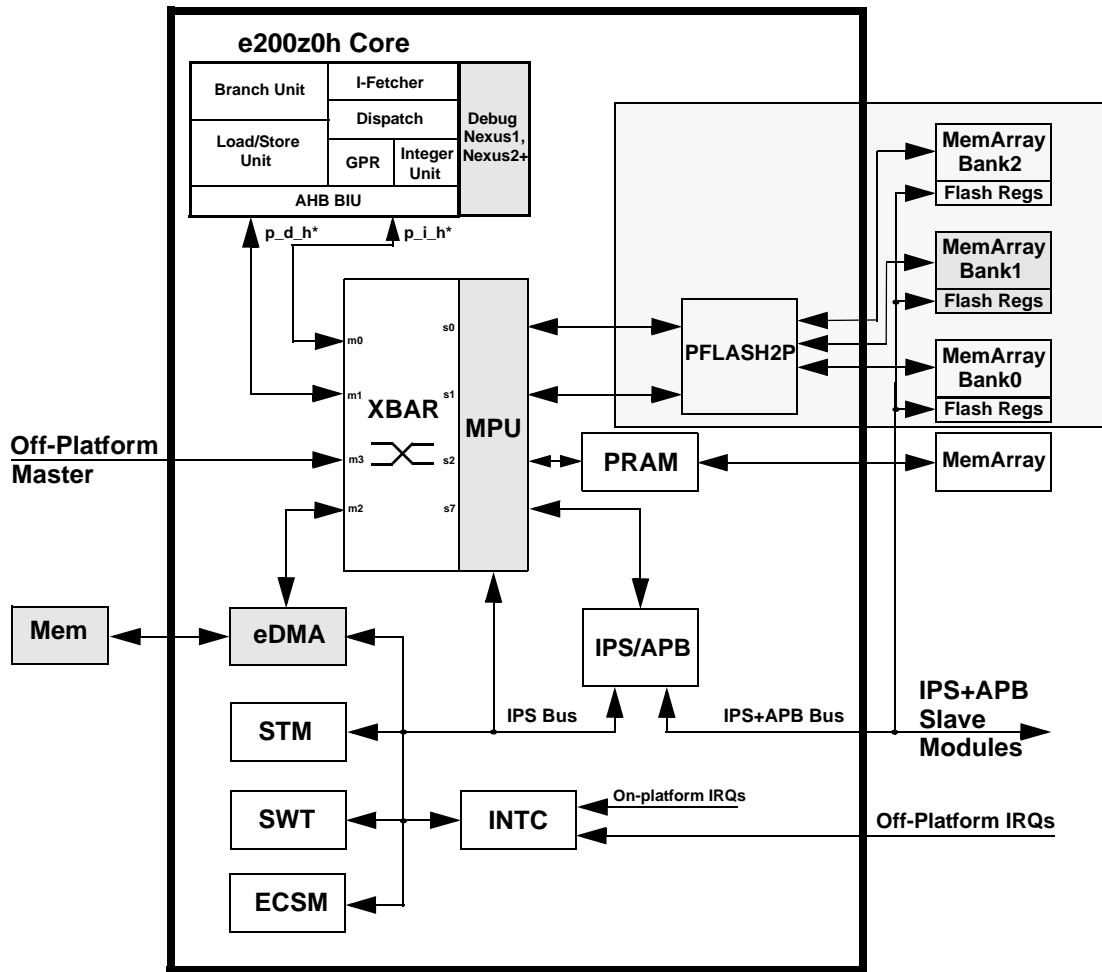 e200z0h Core
Branch Unit
I-Fetcher
Dispatch
Debug
Nexus1,
Nexus2+
Load/Store
Unit
GPR
Integer
Unit
AHB BIU
p_d_h*
p_i_h*
MemArray
Bank2
Flash Regs
MemArray
Bank1
Flash Regs
MemArray
Bank0
Flash Regs
m0
s0
PFLASH2P
m1
s1
XBAR
MPU
Off-Platform
Master
m3
s2
PRAM
MemArray
m2
s7
Mem
eDMA
IPS/APB
STM
IPS Bus
IPS+APB Bus
IPS+APB
Slave
Modules
SWT
INTC
On-platform IRQs
Off-Platform IRQs
ECSM